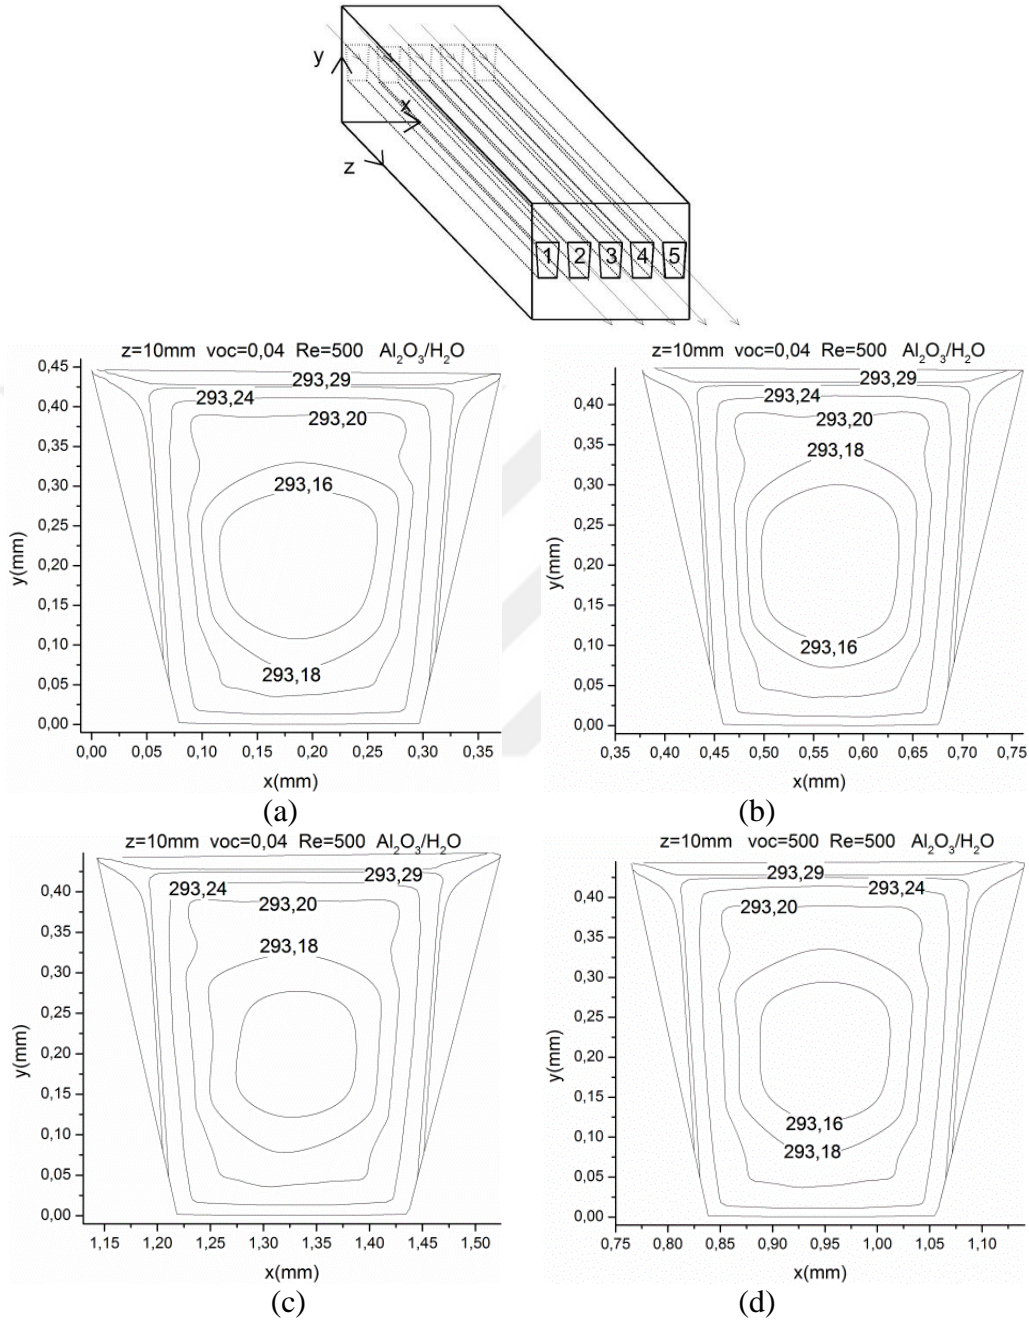 y
x
z
1 2 3 4 5
z=10mm voc=0,04 Re=500 Al₂O₃/H₂O
0,45
0,40
0,35
0,30
0,25
0,20
0,15
0,10
0,05
0,00
y(mm)
293,29
293,24
293,20
293,16
293,18
0,00 0,05 0,10 0,15 0,20 0,25 0,30 0,35
x(mm)
(a)
z=10mm voc=0,04 Re=500 Al₂O₃/H₂O
0,40
0,35
0,30
0,25
0,20
0,15
0,10
0,05
0,00
y(mm)
293,29
293,24
293,20
293,18
293,16
0,35 0,40 0,45 0,50 0,55 0,60 0,65 0,70 0,75
x(mm)
(b)
z=10mm voc=0,04 Re=500 Al₂O₃/H₂O
0,40
0,35
0,30
0,25
0,20
0,15
0,10
0,05
0,00
y(mm)
293,29
293,24
293,20
293,18
1,15 1,20 1,25 1,30 1,35 1,40 1,45 1,50
x(mm)
(c)
z=10mm voc=500 Re=500 Al₂O₃/H₂O
0,40
0,35
0,30
0,25
0,20
0,15
0,10
0,05
0,00
y(mm)
293,29
293,24
293,20
293,16
293,18
0,75 0,80 0,85 0,90 0,95 1,00 1,05 1,10
x(mm)
(d)